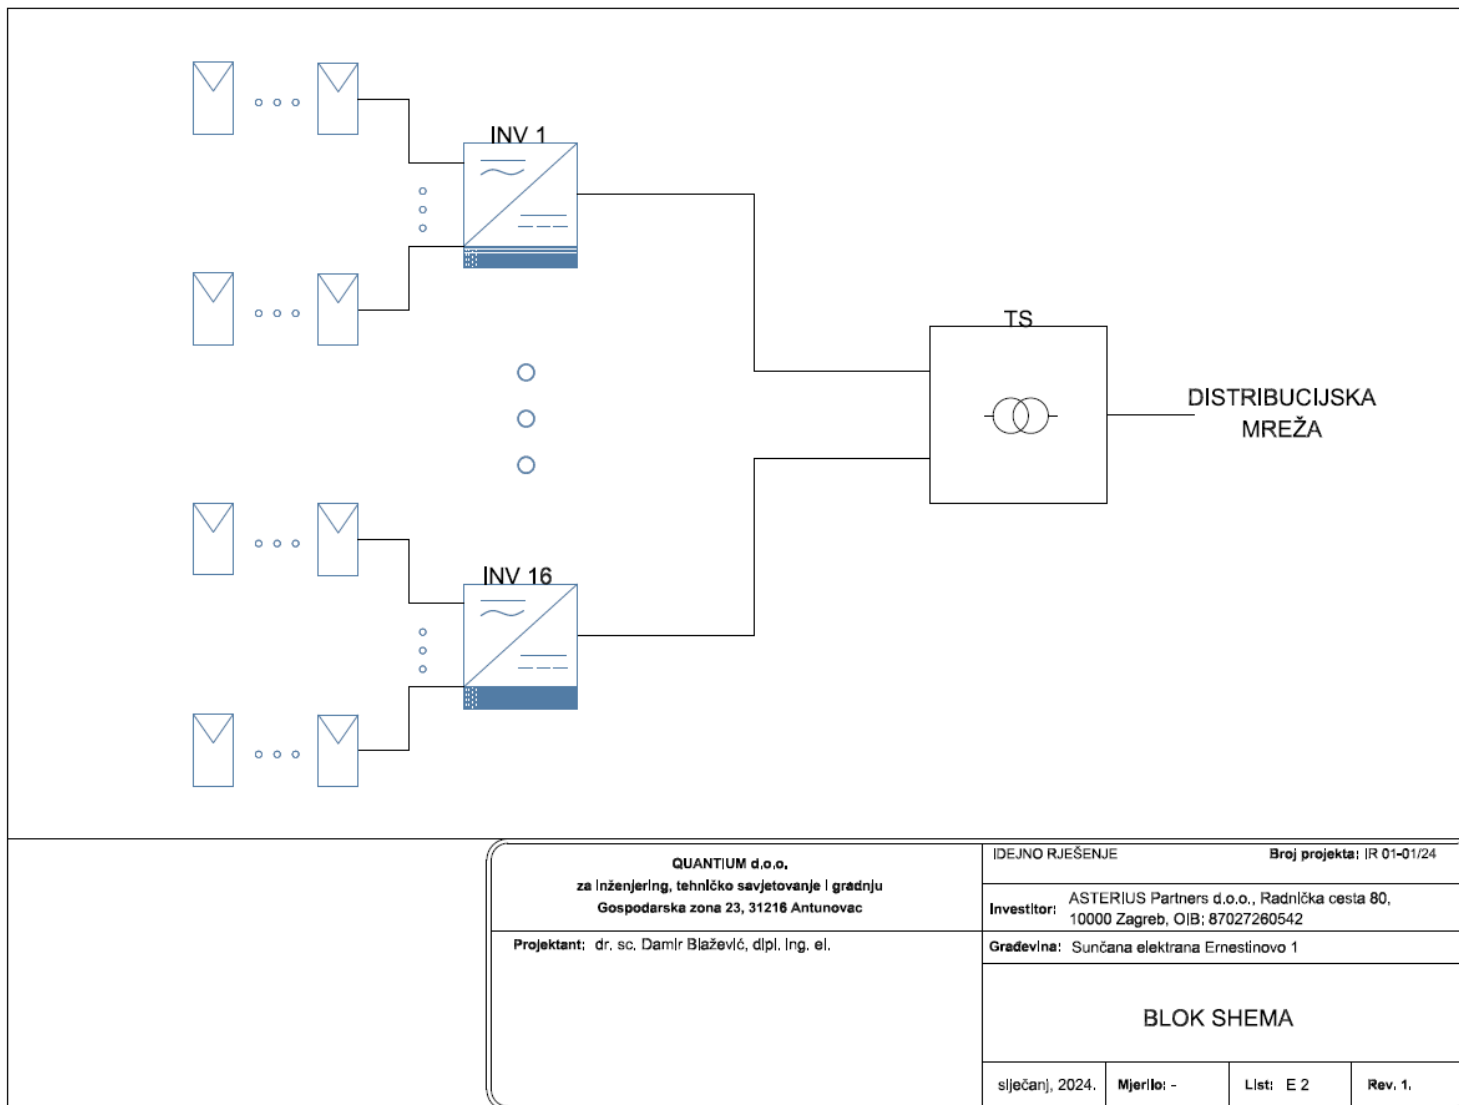 INV 1
TS
DISTRIBUCIJSKA
MREŽA
INV 16
QUANTIUM d.o.o.
za inženjering, tehničko savjetovanje i gradnju
Gospodarska zona 23, 31216 Antunovac
Projektant: dr. sc. Damir Blažević, dipl. ing. el.
IDEJNO RJEŠENJE Broj projekta: IR 01-01/24
Investitor: ASTERIUS Partners d.o.o., Radnička cesta 80,
10000 Zagreb, OIB: 87027260542
Građevina: Sunčana elektrana Ernestinovo 1
BLOK SHEMA
siječanj, 2024. Mjerilo: - List: E 2 Rev. 1.